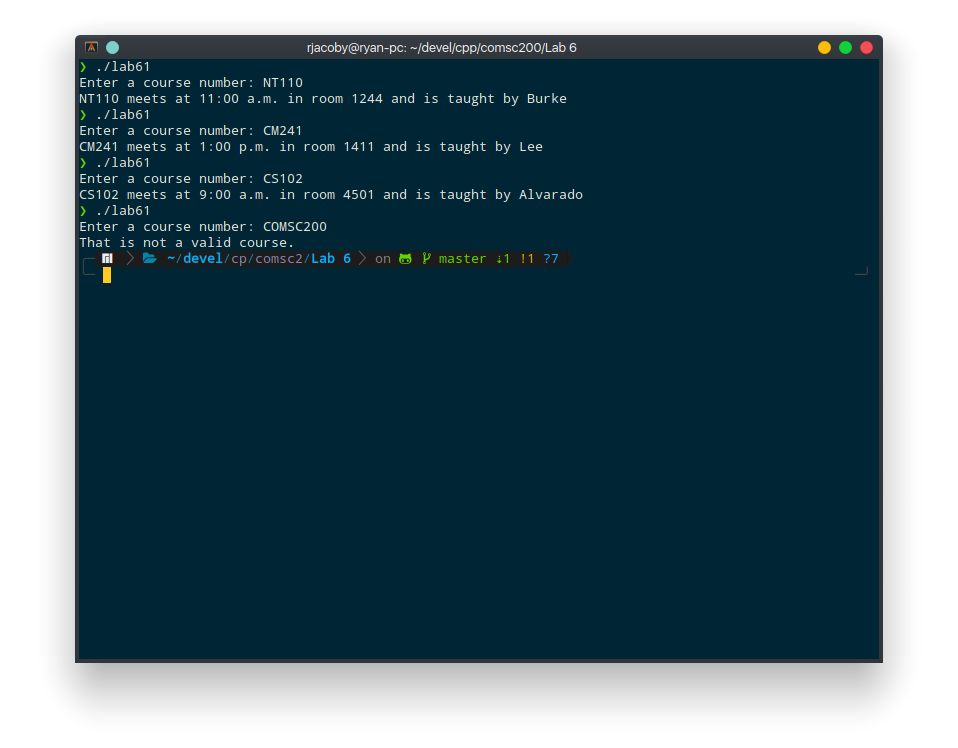 rjacoby@ryan-pc: ~/devel/cpp/comsc200/Lab 6
❯ ./lab61
Enter a course number: NT110
NT110 meets at 11:00 a.m. in room 1244 and is taught by Burke
❯ ./lab61
Enter a course number: CM241
CM241 meets at 1:00 p.m. in room 1411 and is taught by Lee
❯ ./lab61
Enter a course number: CS102
CS102 meets at 9:00 a.m. in room 4501 and is taught by Alvarado
❯ ./lab61
Enter a course number: COMSC200
That is not a valid course.
~/devel/cp/comsc2/Lab 6 on master ⇣1 !1 ?7